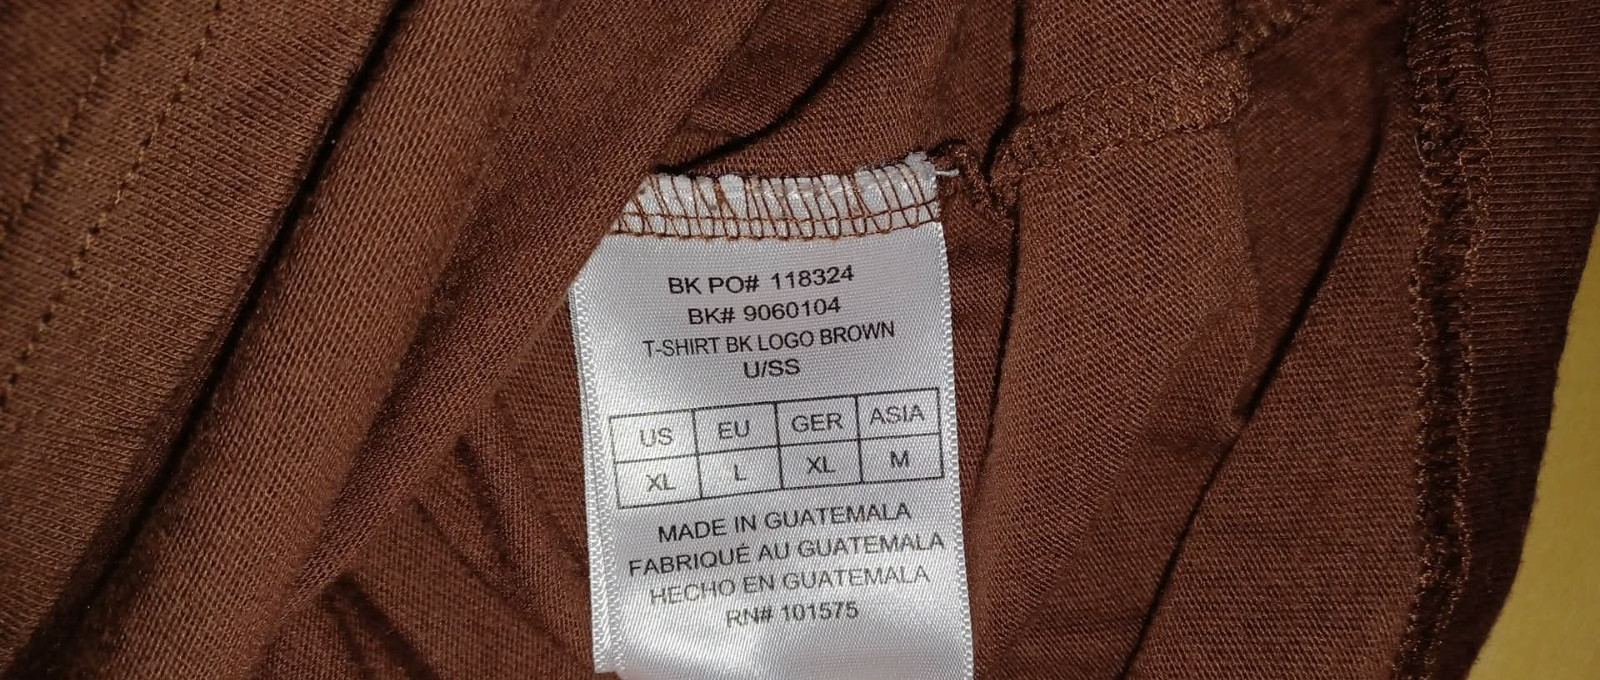 BK PO# 118324
BK# 9060104
T-SHIRT BK LOGO BROWN
U/SS
US EU GER ASIA
XL L XL M
MADE IN GUATEMALA
FABRIQUÉ AU GUATEMALA
HECHO EN GUATEMALA
RN# 101575